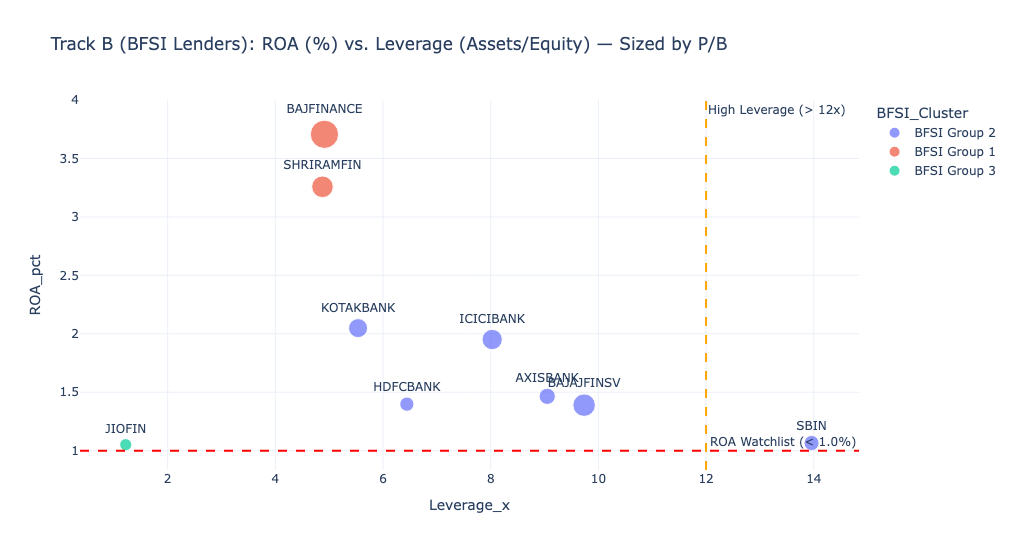 Track B (BFSI Lenders): ROA (%) vs. Leverage (Assets/Equity) — Sized by P/B
4
BAJFINANCE
High Leverage (> 12x)
BFSI_Cluster
BFSI Group 2
BFSI Group 1
BFSI Group 3
3.5
SHRIRAMFIN
3
2.5
ROA_pct
KOTAKBANK
ICICIBANK
2
AXISBANK
BAJAJFINSV
HDFCBANK
1.5
JIOFIN
SBIN
ROA Watchlist (< 1.0%)
1
2
4
6
8
10
12
14
Leverage_x